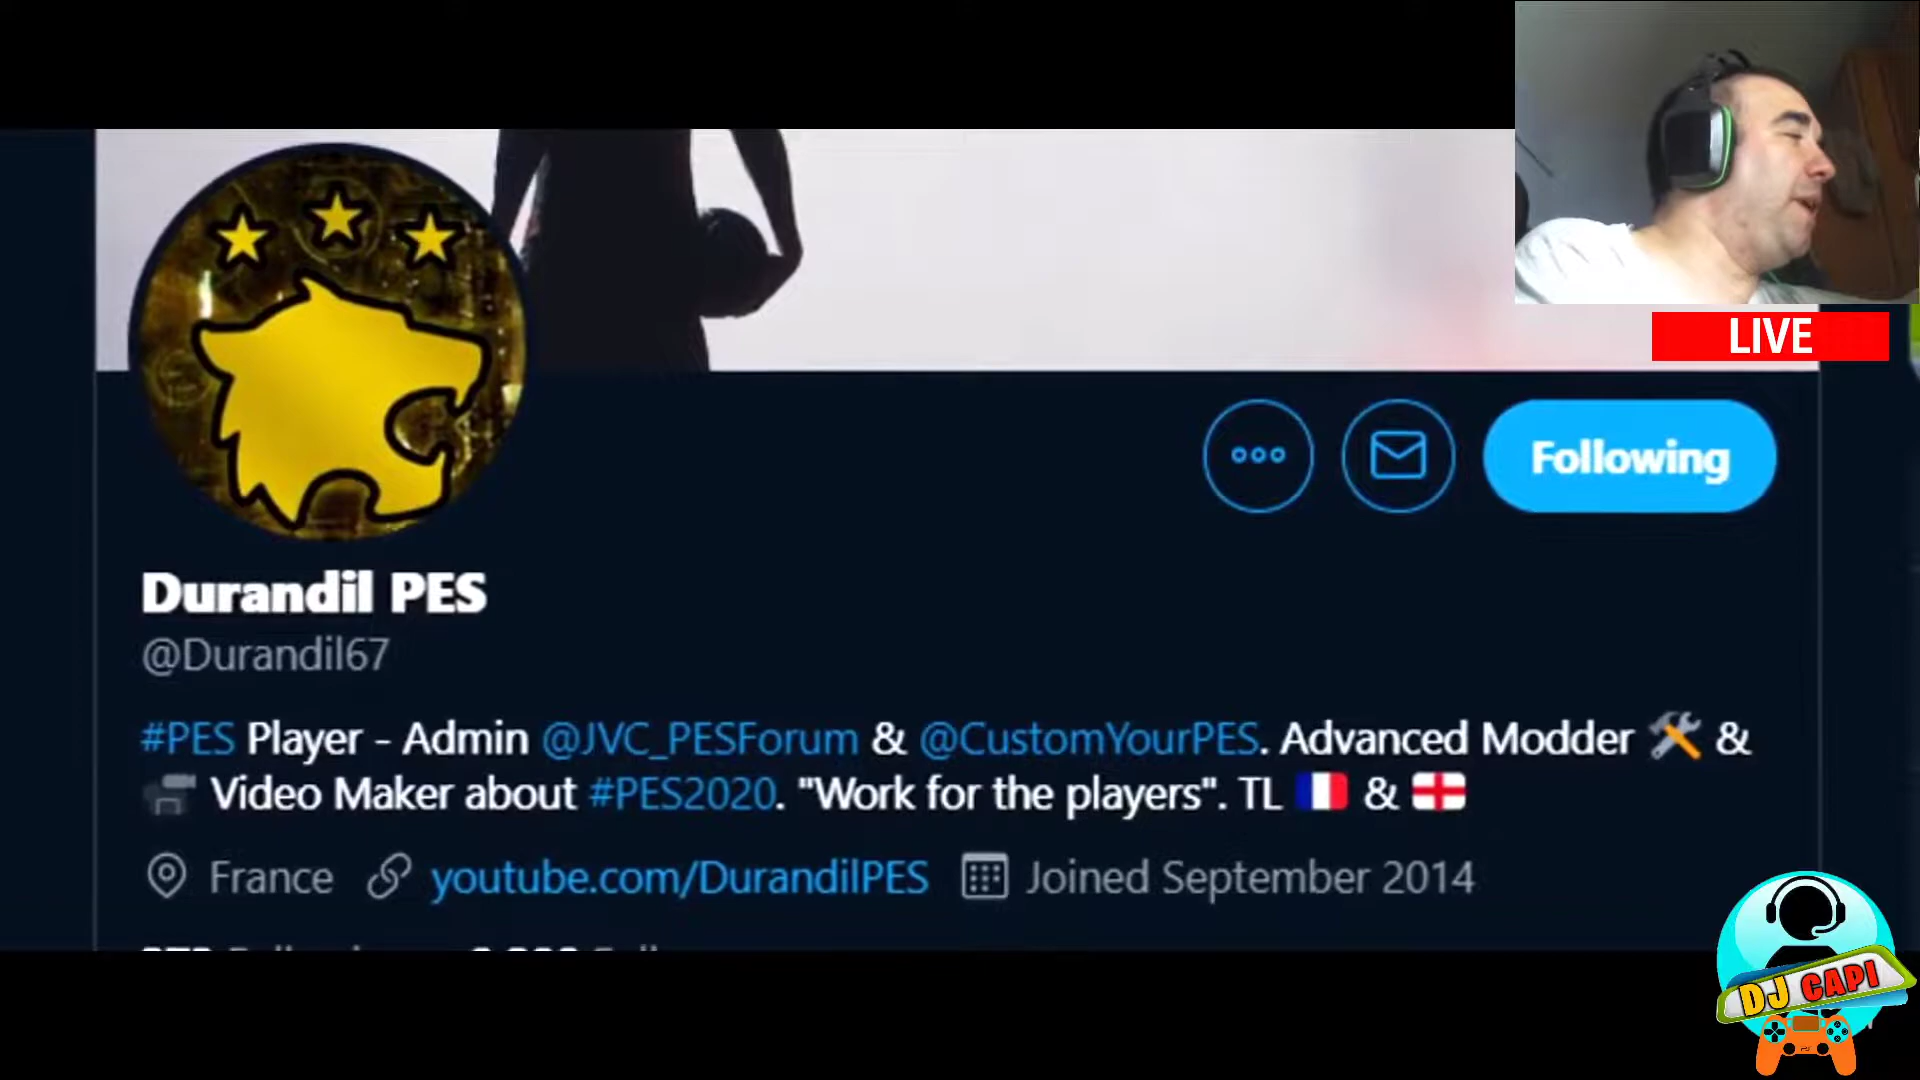 LIVE
Following
Durandil PES
@Durandil67
#PES Player - Admin @JVC_PESForum & @CustomYourPES. Advanced Modder 🛠 &
🎥 Video Maker about #PES2020. "Work for the players". TL 🇫🇷 & 🏴󠁧󠁢󠁥󠁮󠁧󠁿
France youtube.com/DurandilPES Joined September 2014
DJ CAPI